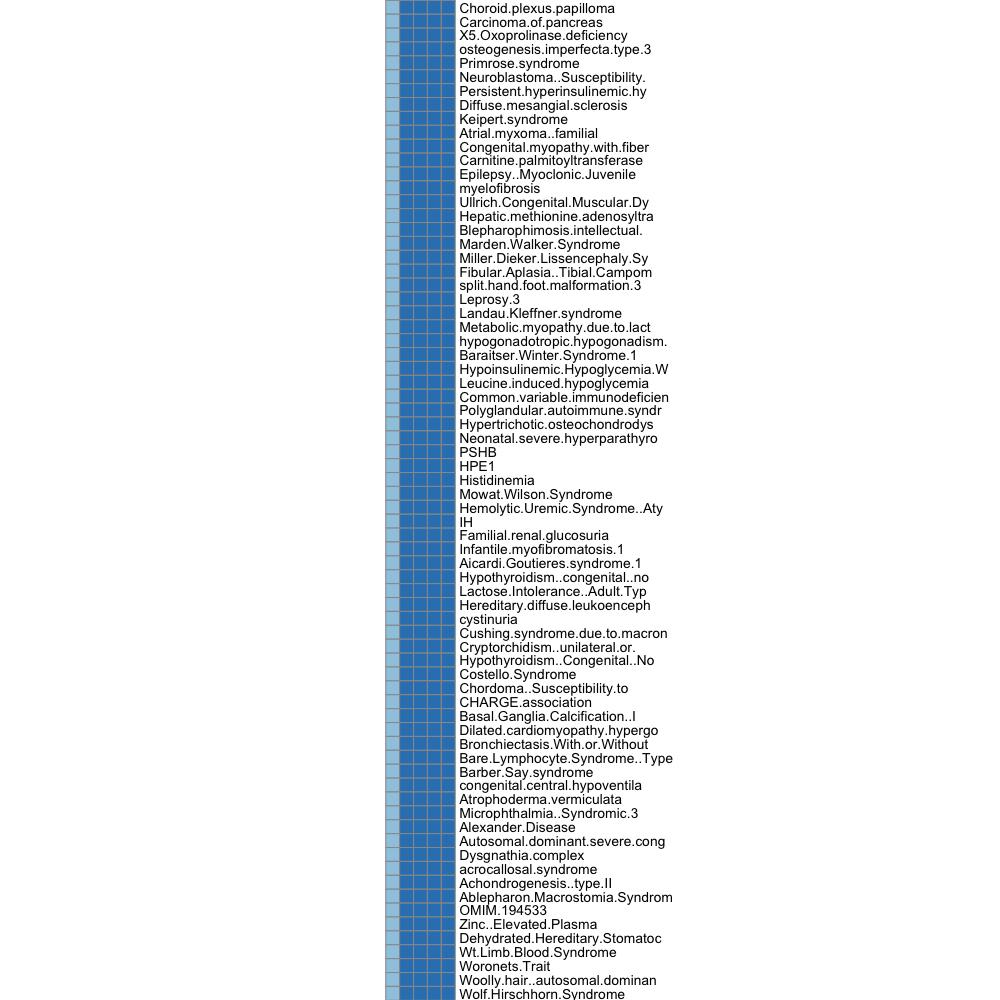 Choroid.plexus.papilloma
Carcinoma.of.pancreas
X5.Oxoprolinase.deficiency
osteogenesis.imperfecta.type.3
Primrose.syndrome
Neuroblastoma..Susceptibility.
Persistent.hyperinsulinemic.hy
Diffuse.mesangial.sclerosis
Keipert.syndrome
Atrial.myxoma..familial
Congenital.myopathy.with.fiber
Carnitine.palmitoyltransferase
Epilepsy..Myoclonic.Juvenile
myelofibrosis
Ullrich.Congenital.Muscular.Dy
Hepatic.methionine.adenosyltra
Blepharophimosis.intellectual.
Marden.Walker.Syndrome
Miller.Dieker.Lissencephaly.Sy
Fibular.Aplasia..Tibial.Campom
split.hand.foot.malformation.3
Leprosy.3
Landau.Kleffner.syndrome
Metabolic.myopathy.due.to.lact
hypogonadotropic.hypogonadism.
Baraitser.Winter.Syndrome.1
Hypoinsulinemic.Hypoglycemia.W
Leucine.induced.hypoglycemia
Common.variable.immunodeficien
Polyglandular.autoimmune.syndr
Hypertrichotic.osteochondrodys
Neonatal.severe.hyperparathyro
PSHB
HPE1
Histidinemia
Mowat.Wilson.Syndrome
Hemolytic.Uremic.Syndrome..Aty
IH
Familial.renal.glucosuria
Infantile.myofibromatosis.1
Aicardi.Goutieres.syndrome.1
Hypothyroidism..congenital..no
Lactose.Intolerance..Adult.Typ
Hereditary.diffuse.leukoenceph
cystinuria
Cushing.syndrome.due.to.macron
Cryptorchidism..unilateral.or.
Hypothyroidism..Congenital..No
Costello.Syndrome
Chordoma..Susceptibility.to
CHARGE.association
Basal.Ganglia.Calcification..I
Dilated.cardiomyopathy.hypergo
Bronchiectasis.With.or.Without
Bare.Lymphocyte.Syndrome..Type
Barber.Say.syndrome
congenital.central.hypoventila
Atrophoderma.vermiculata
Microphthalmia..Syndromic.3
Alexander.Disease
Autosomal.dominant.severe.cong
Dysgnathia.complex
acrocallosal.syndrome
Achondrogenesis..type.II
Ablepharon.Macrostomia.Syndrom
OMIM.194533
Zinc..Elevated.Plasma
Dehydrated.Hereditary.Stomatoc
Wt.Limb.Blood.Syndrome
Woronets.Trait
Woolly.hair..autosomal.dominan
Wolf.Hirschhorn.Syndrome